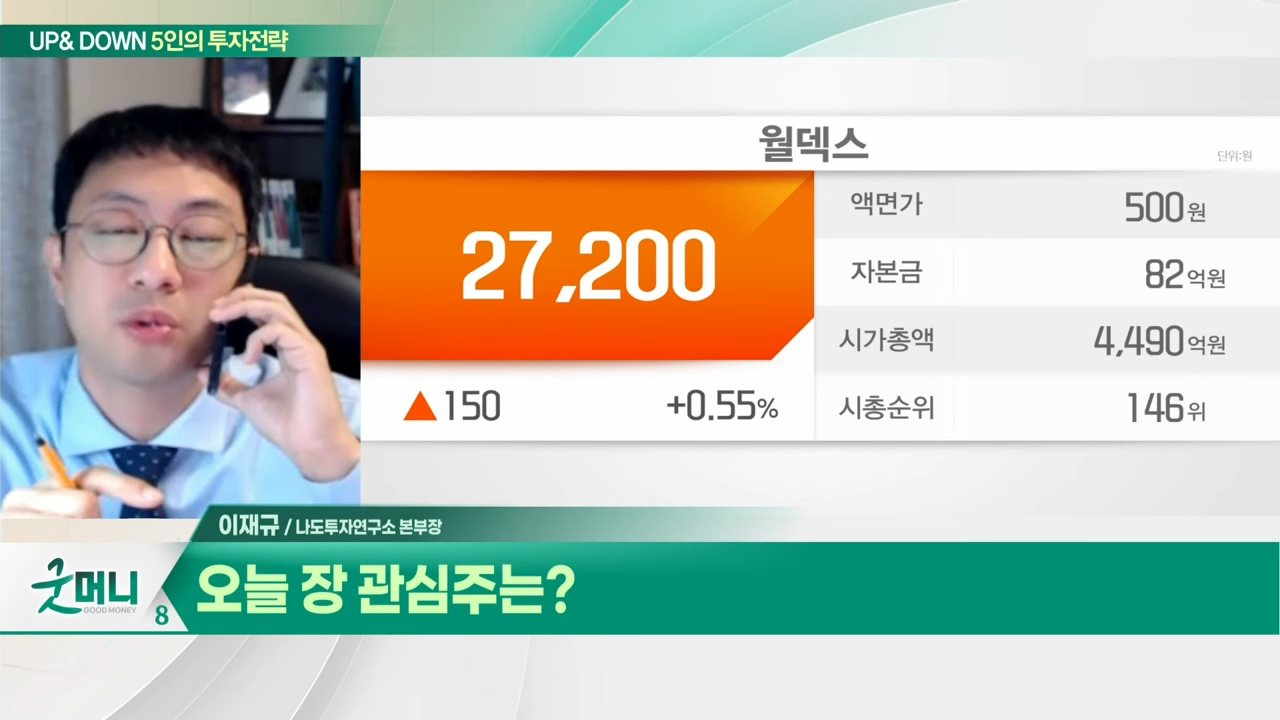 UP& DOWN 5인의 투자전략
월덱스
단위:원
27,200
▲150 +0.55%
액면가 500원
자본금 82억원
시가총액 4,490억원
시총순위 146위
이재규 / 나도투자연구소 본부장
굿머니
GOOD MONEY
8
오늘 장 관심주는?